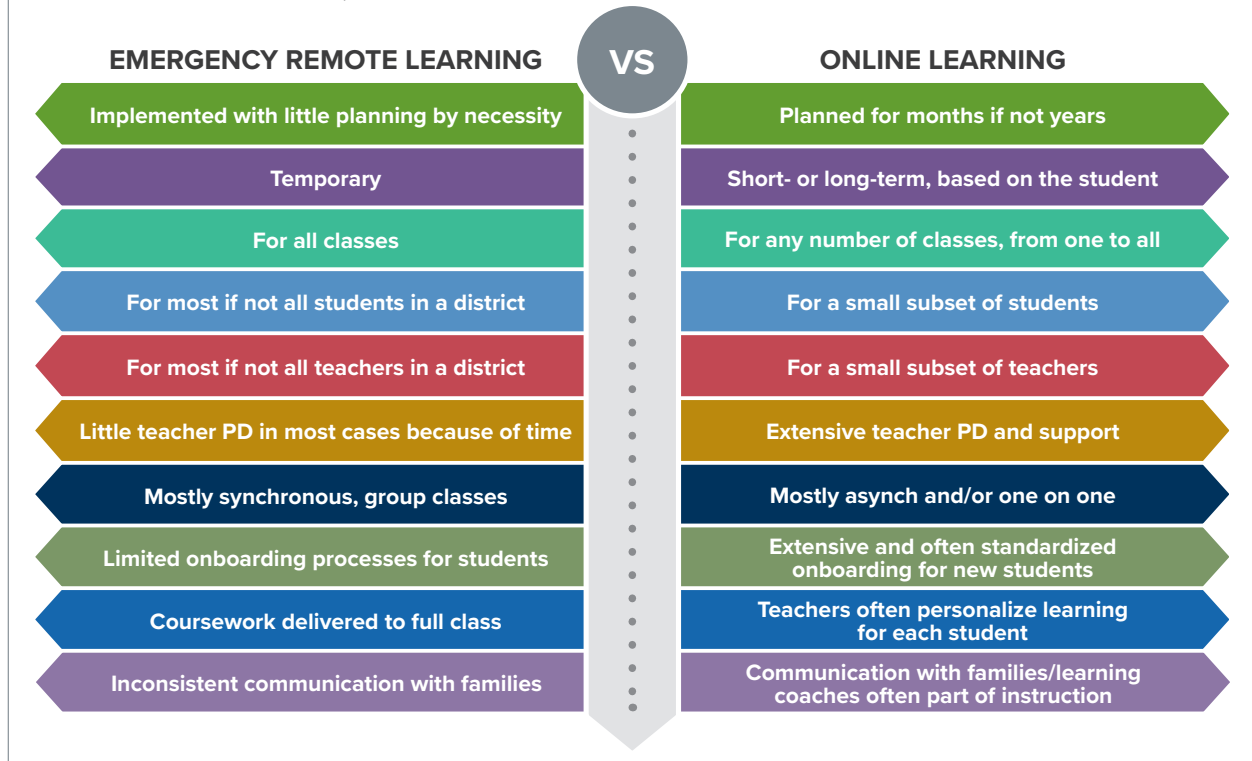 EMERGENCY REMOTE LEARNING
VS
ONLINE LEARNING
Implemented with little planning by necessity
Planned for months if not years
Temporary
Short- or long-term, based on the student
For all classes
For any number of classes, from one to all
For most if not all students in a district
For a small subset of students
For most if not all teachers in a district
For a small subset of teachers
Little teacher PD in most cases because of time
Extensive teacher PD and support
Mostly synchronous, group classes
Mostly asynch and/or one on one
Limited onboarding processes for students
Extensive and often standardized
onboarding for new students
Coursework delivered to full class
Teachers often personalize learning
for each student
Inconsistent communication with families
Communication with families/learning
coaches often part of instruction